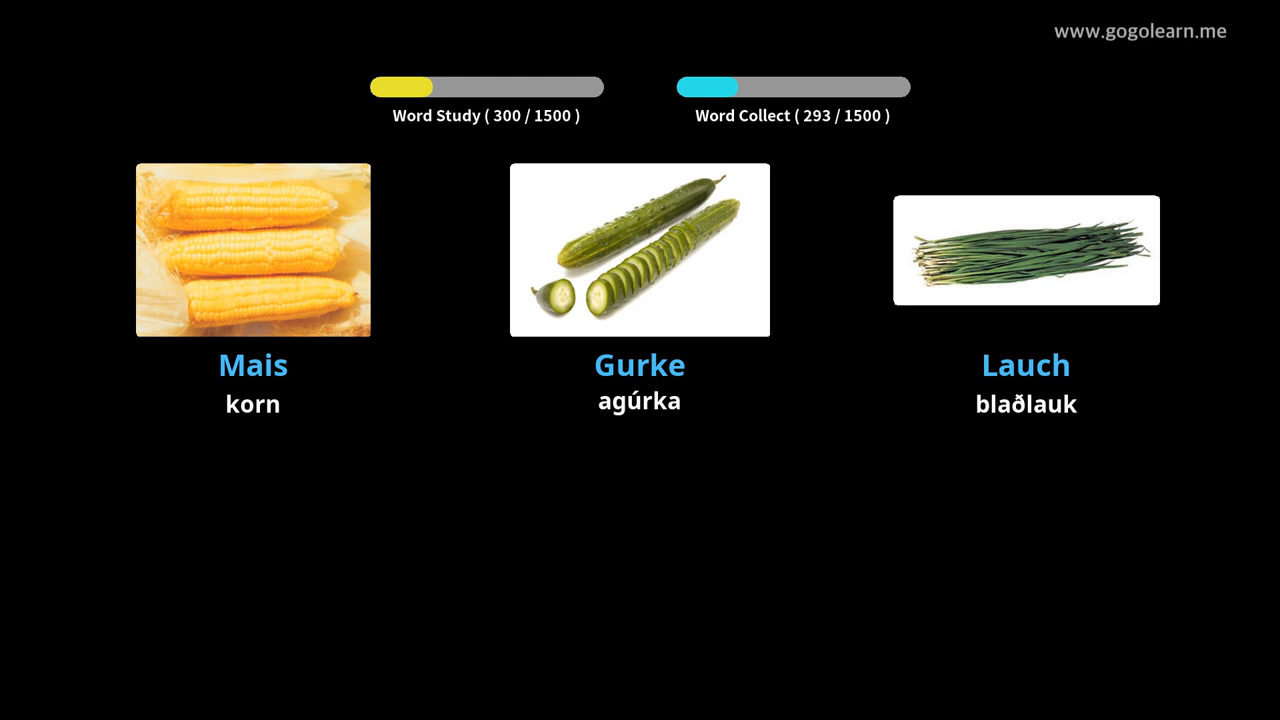 www.gogolearn.me
Word Study ( 300 / 1500 )
Word Collect ( 293 / 1500 )
Mais
korn
Gurke
agúrka
Lauch
blaðlauk